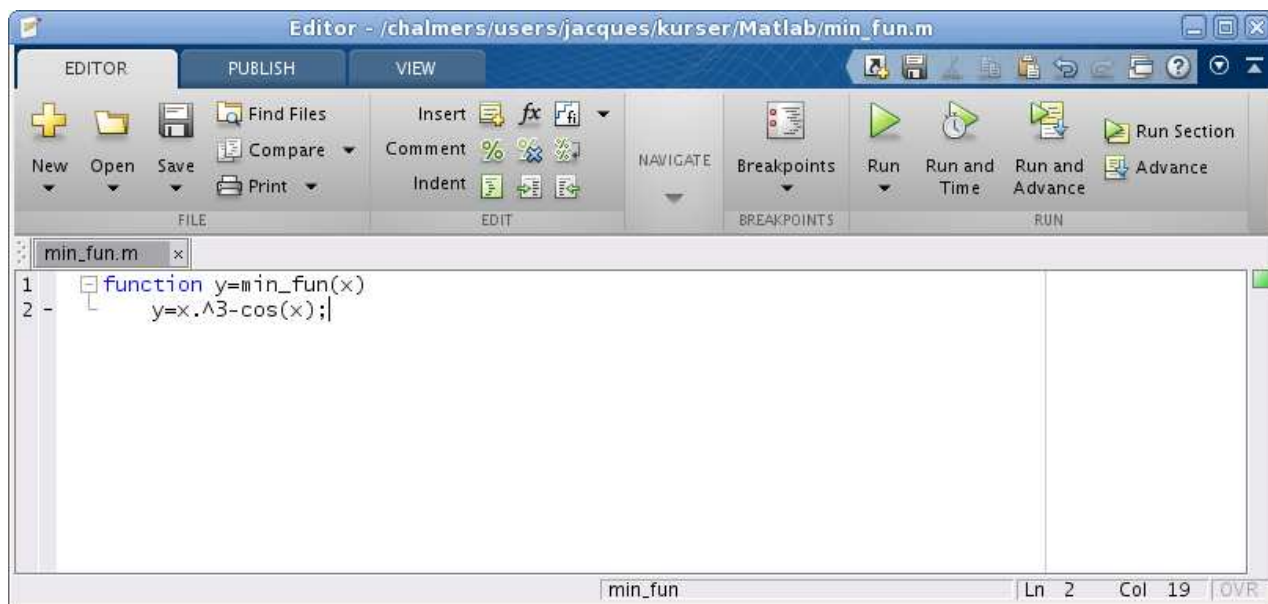 Editor - /chalmers/users/jacques/kurser/Matlab/min_fun.m
EDITOR PUBLISH VIEW
New
Open
Save
Find Files
Compare
Print
FILE
Insert fx fi
Comment % % %
Indent
EDIT
NAVIGATE
Breakpoints
BREAKPOINTS
Run
Run and Time
Run and Advance
Run Section
Advance
RUN
min_fun.m ×
1 function y=min_fun(x)
2 - y=x.^3-cos(x);
min_fun Ln 2 Col 19 OVR